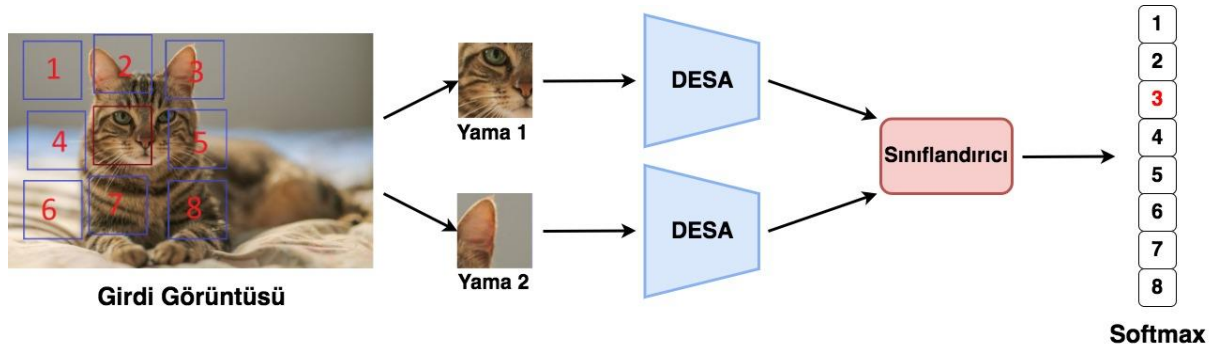 1
2
3
4
5
6
7
8
Girdi Görüntüsü
Yama 1
Yama 2
DESA
DESA
Sınıflandırıcı
1
2
3
4
5
6
7
8
Softmax